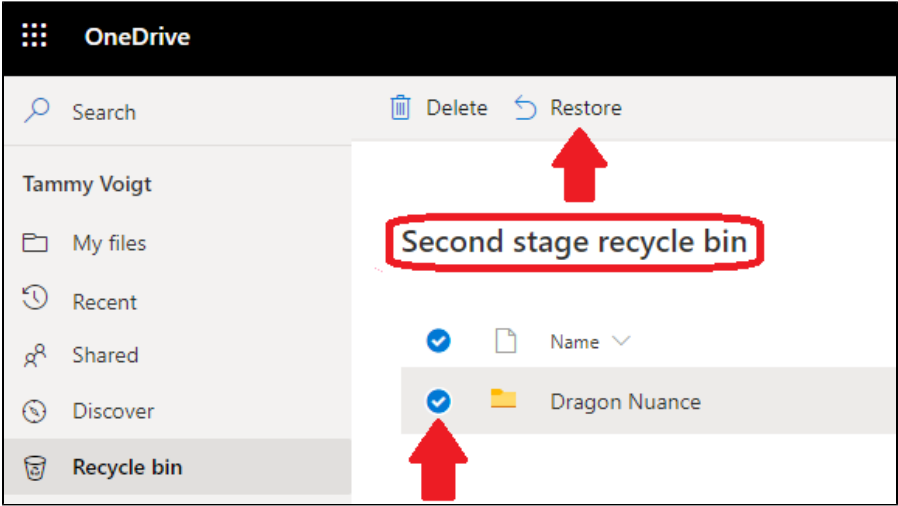 OneDrive
Search
Delete Restore
Tammy Voigt
My files
Second stage recycle bin
Recent
Name
Shared
Dragon Nuance
Discover
Recycle bin